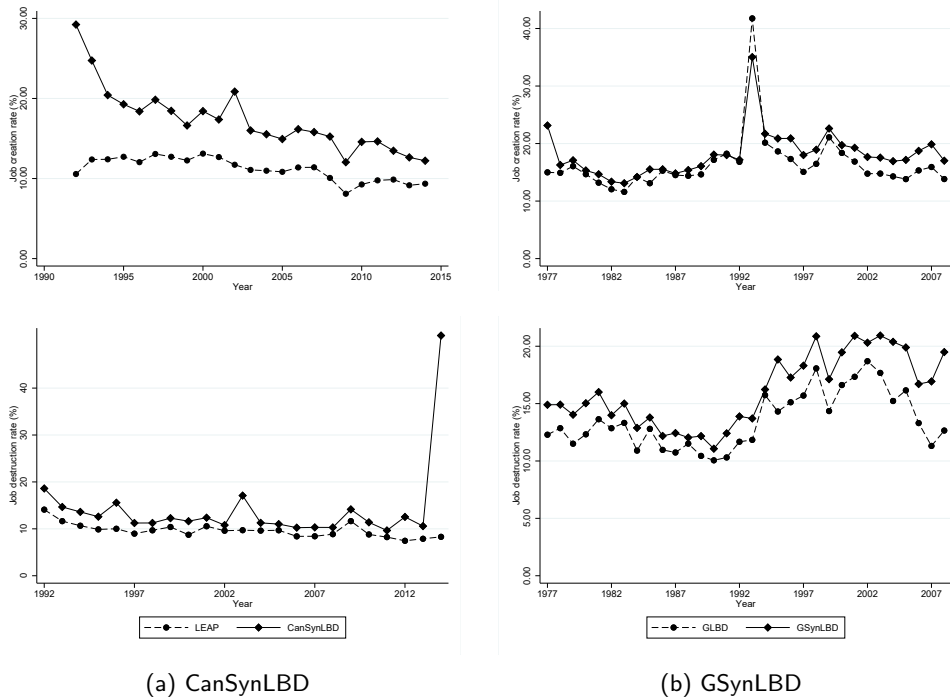 Job creation rate (%)
30.00
20.00
10.00
0.00
1990 1995 2000 2005 2010 2015
Year
Job creation rate (%)
40.00
30.00
20.00
10.00
0.00
1977 1982 1987 1992 1997 2002 2007
Year
Job destruction rate (%)
40
30
20
10
0
1992 1997 2002 2007 2012
Year
LEAP CanSynLBD
Job destruction rate (%)
20.00
15.00
10.00
5.00
0.00
1977 1982 1987 1992 1997 2002 2007
Year
GLBD GSynLBD
(a) CanSynLBD
(b) GSynLBD